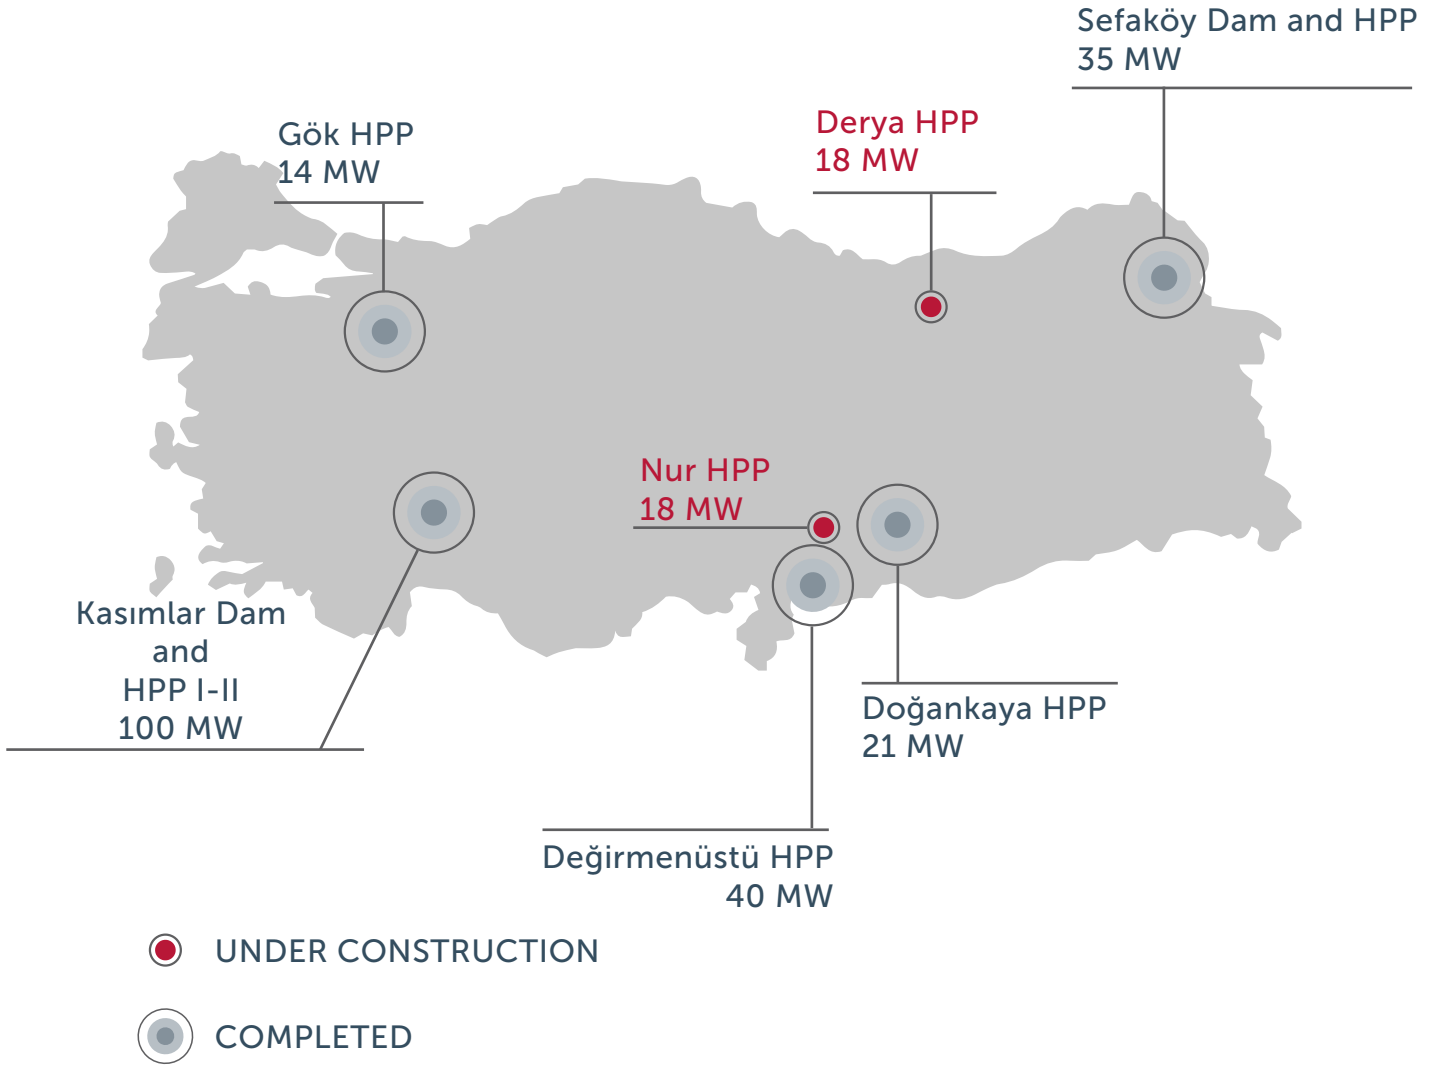 Sefaköy Dam and HPP
35 MW
Derya HPP
18 MW
Gök HPP
14 MW
Nur HPP
18 MW
Kasımlar Dam
and
HPP I-II
100 MW
Doğankaya HPP
21 MW
Değirmenüstü HPP
40 MW
UNDER CONSTRUCTION
COMPLETED